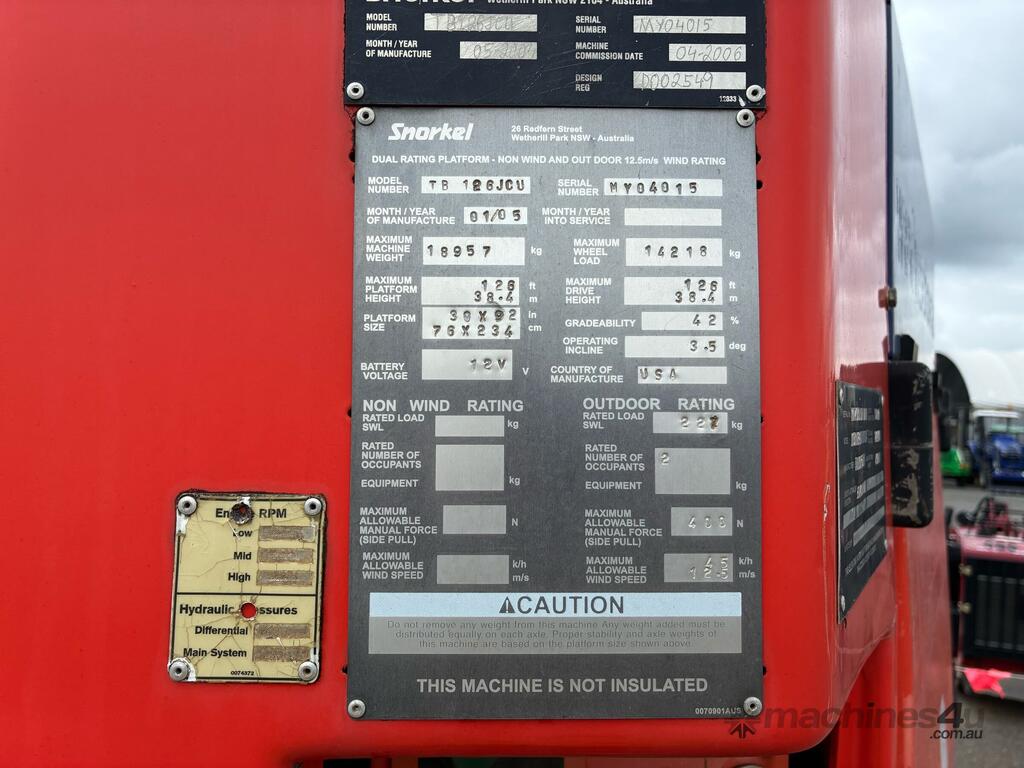 Wetherill Park NSW 2164 - Australia
MODEL NUMBER TB126JCU
SERIAL NUMBER MY04015
MONTH / YEAR OF MANUFACTURE
MACHINE COMMISSION DATE 04-2006
DESIGN REG D002549
12833
Snorkel
26 Redfern Street
Wetherill Park NSW - Australia
DUAL RATING PLATFORM - NON WIND AND OUT DOOR 12.5m/s WIND RATING
MODEL NUMBER TB 126JCU
SERIAL NUMBER MY04015
MONTH / YEAR OF MANUFACTURE 01/05
MONTH / YEAR INTO SERVICE
MAXIMUM MACHINE WEIGHT 18957 kg
MAXIMUM WHEEL LOAD 14218 kg
MAXIMUM PLATFORM HEIGHT 126 ft 38.4 m
MAXIMUM DRIVE HEIGHT 126 ft 38.4 m
PLATFORM SIZE 30X92 in 76X234 cm
GRADEABILITY 42 %
OPERATING INCLINE 3.5 deg
BATTERY VOLTAGE 12V V
COUNTRY OF MANUFACTURE USA
NON WIND RATING
RATED LOAD SWL kg
RATED NUMBER OF OCCUPANTS
EQUIPMENT kg
MAXIMUM ALLOWABLE MANUAL FORCE (SIDE PULL) N
MAXIMUM ALLOWABLE WIND SPEED k/h m/s
OUTDOOR RATING
RATED LOAD SWL 227 kg
RATED NUMBER OF OCCUPANTS 2
EQUIPMENT kg
MAXIMUM ALLOWABLE MANUAL FORCE (SIDE PULL) 400 N
MAXIMUM ALLOWABLE WIND SPEED 45 k/h 12.5 m/s
⚠CAUTION
Do not remove any weight from this machine Any weight added must be
distributed equally on each axle. Proper stability and axle weights of
this machine are based on the platform size shown above.
THIS MACHINE IS NOT INSULATED
0070901AUS
RPM
Low
Mid
High
Hydraulic
Differential
Main System
0074372
machines4u
.com.au